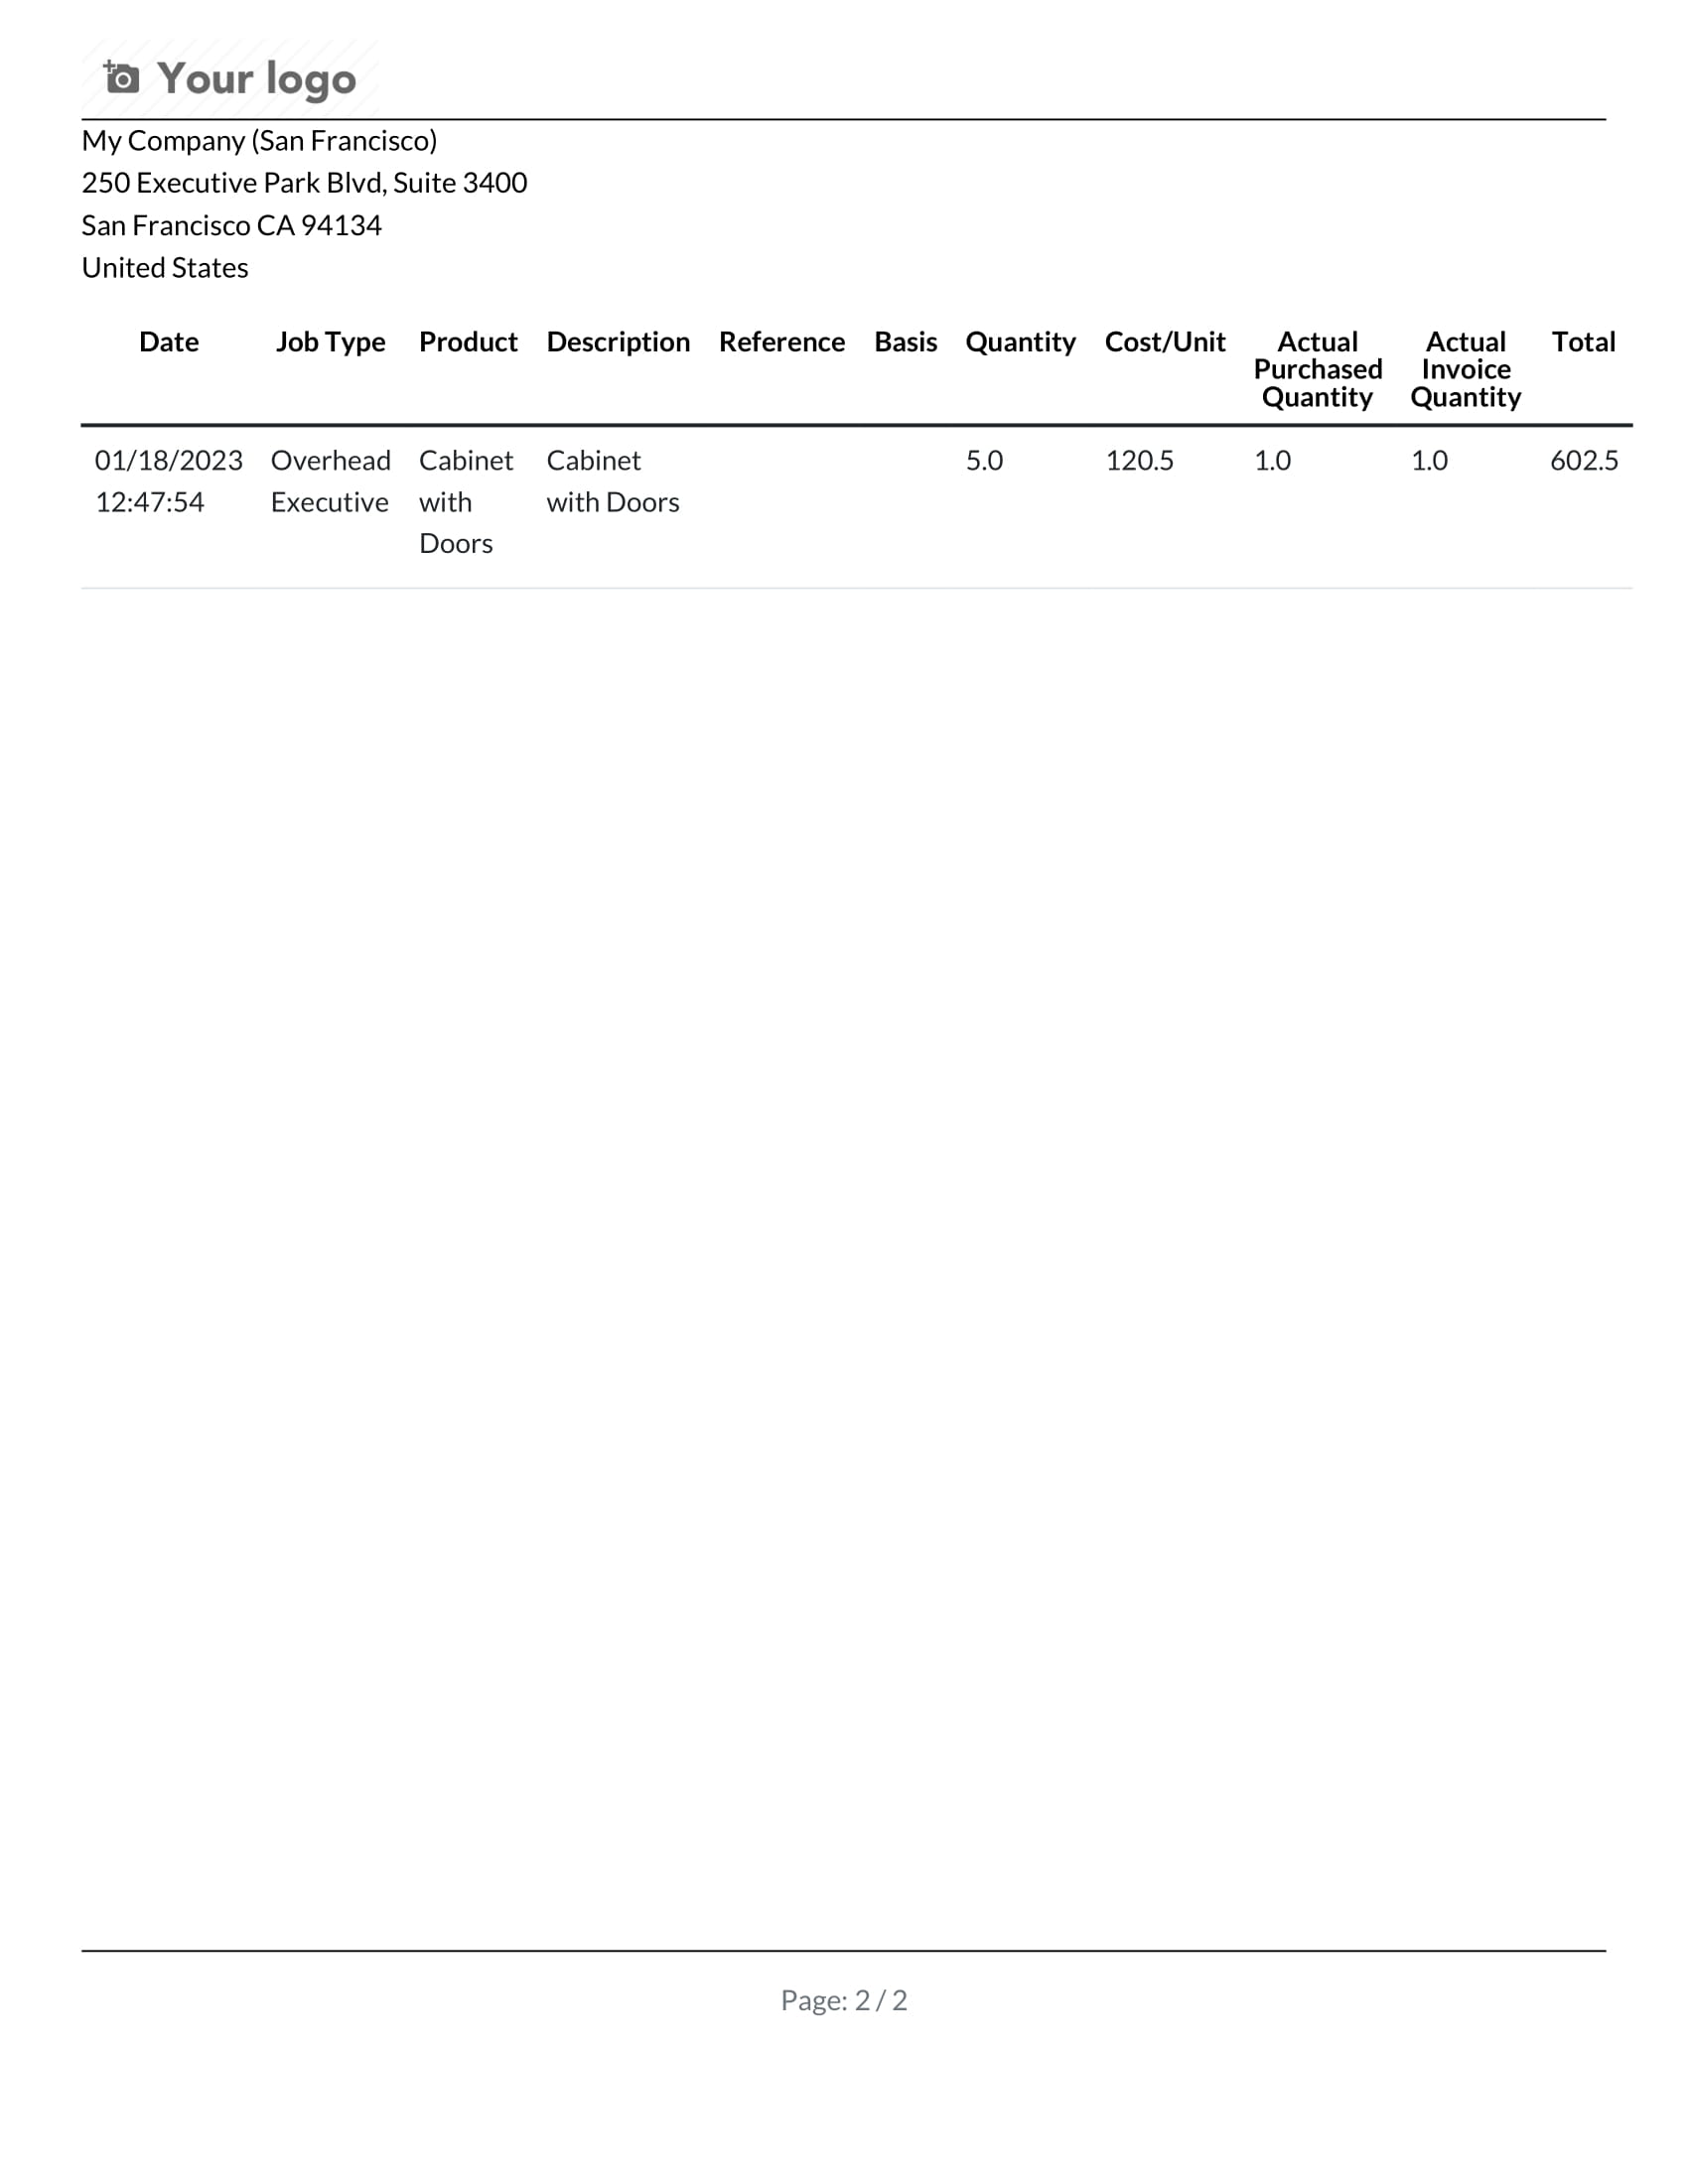 Your logo
My Company (San Francisco)
250 Executive Park Blvd, Suite 3400
San Francisco CA 94134
United States
Date Job Type Product Description Reference Basis Quantity Cost/Unit Actual Purchased Quantity Actual Invoice Quantity Total
01/18/2023 Overhead Cabinet Cabinet 5.0 120.5 1.0 1.0 602.5
12:47:54 Executive with with Doors
Doors
Page: 2 / 2